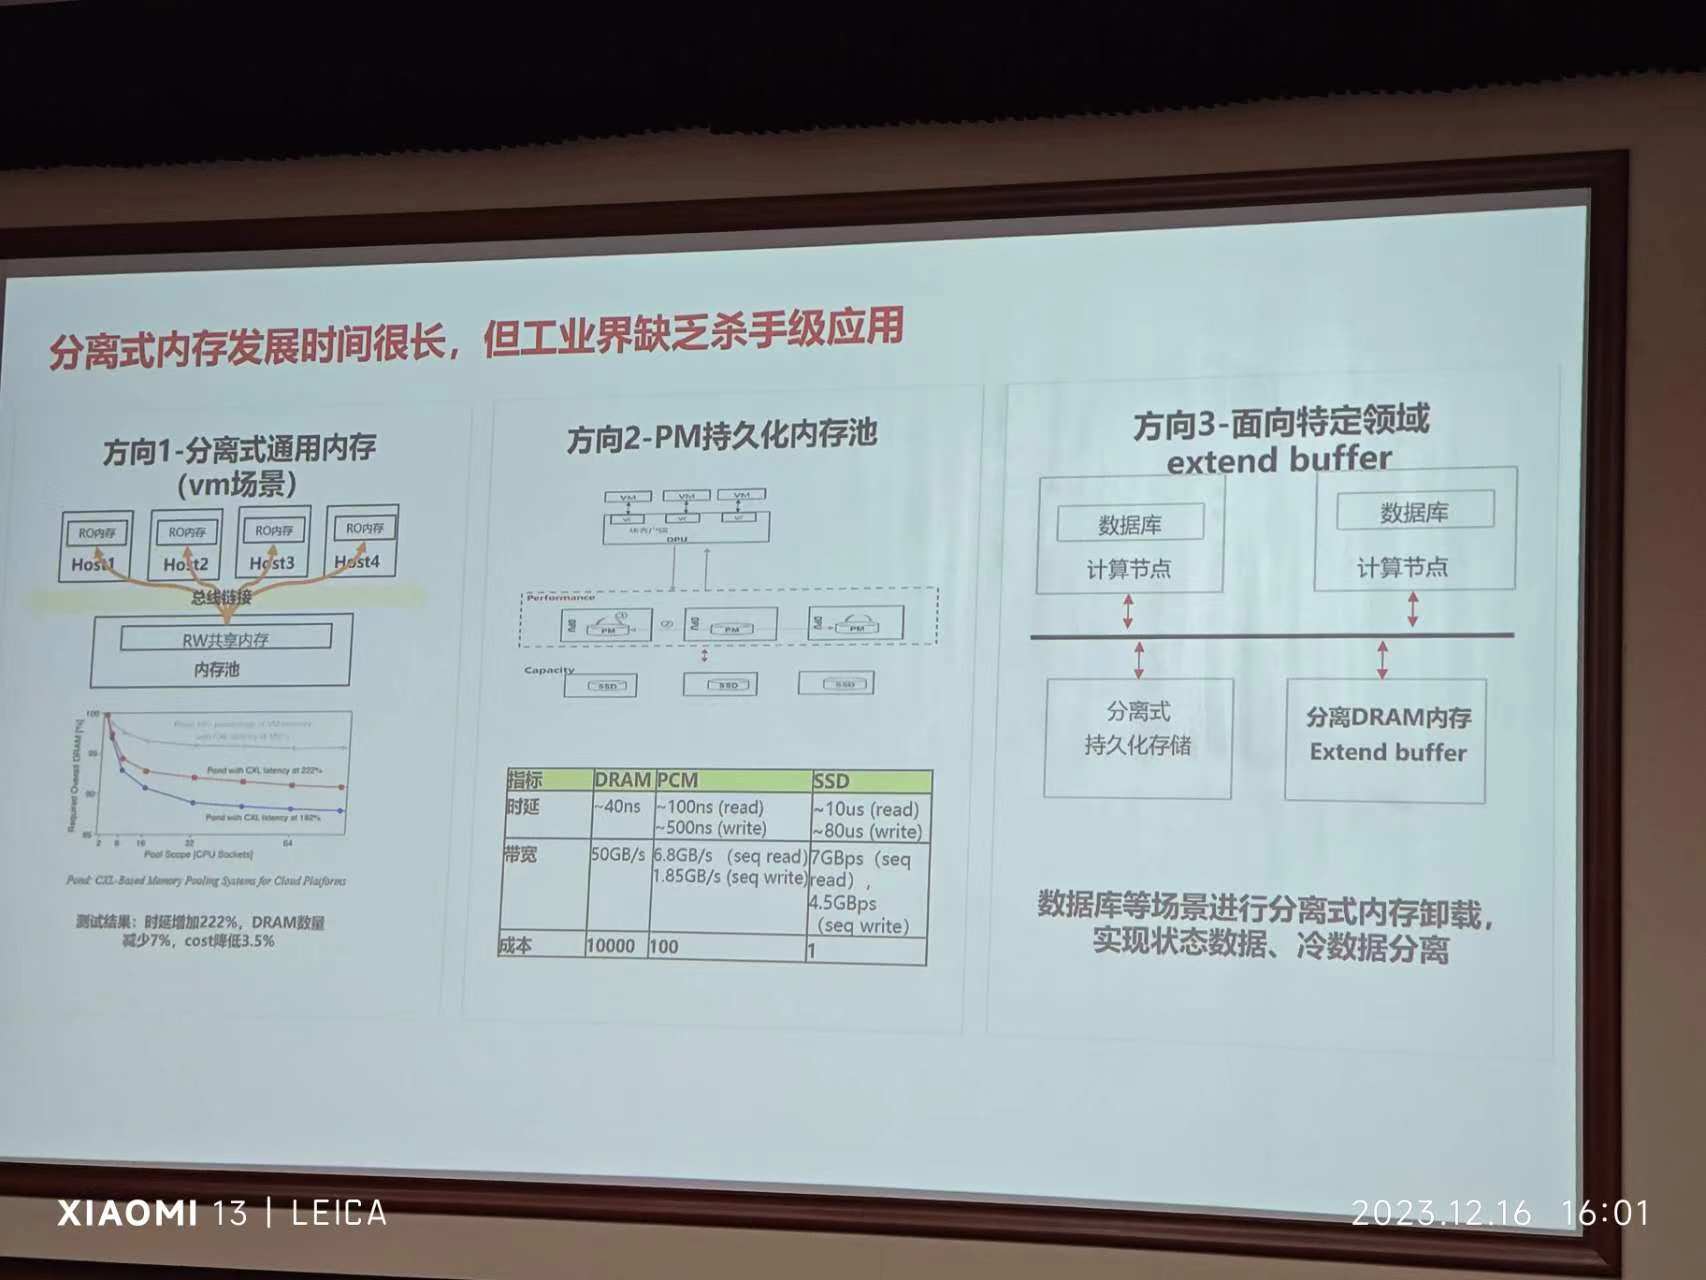 分离式内存发展时间很长，但工业界缺乏杀手级应用
方向1-分离式通用内存
(vm场景)
RO内存
RO内存
RO内存
RO内存
Host1
Host2
Host3
Host4
总线链接
RW共享内存
内存池
Required Overall DRAM [%]
100
95
90
85
Pond with CXL latency at 222%
Pond with CXL latency at 182%
2 8 16 32 64
Pool Scope [CPU Sockets]
Pond: CXL-Based Memory Pooling Systems for Cloud Platforms
测试结果：时延增加222%，DRAM数量
减少7%，cost降低3.5%
方向2-PM持久化内存池
VM VM VM
DPU
Performance
DPU PM
DPU PM
DPU PM
Capacity
SSD SSD SSD
指标 DRAM PCM SSD
时延 ~40ns ~100ns (read) ~10us (read)
~500ns (write) ~80us (write)
带宽 50GB/s 6.8GB/s (seq read) 7GBps (seq
1.85GB/s (seq write) read) ,
4.5GBps
(seq write)
成本 10000 100 1
方向3-面向特定领域
extend buffer
数据库
计算节点
数据库
计算节点
分离式
持久化存储
分离DRAM内存
Extend buffer
数据库等场景进行分离式内存卸载，
实现状态数据、冷数据分离
XIAOMI 13 | LEICA
2023.12.16 16:01